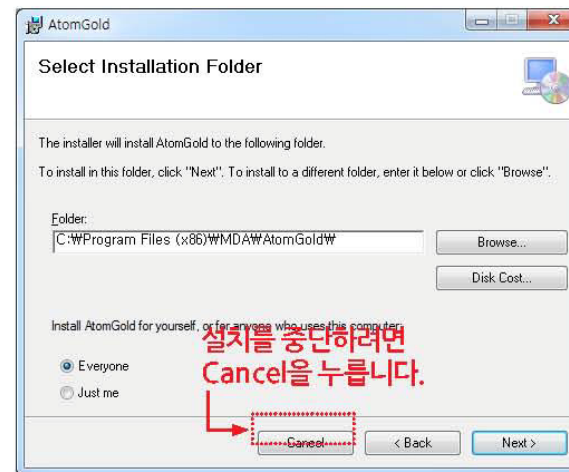 AtomGold
Select Installation Folder
The installer will install AtomGold to the following folder.
To install in this folder, click "Next". To install to a different folder, enter it below or click "Browse".
Folder:
C:₩Program Files (x86)₩MDA₩AtomGold₩
Browse...
Disk Cost...
Install AtomGold for yourself, or for anyone who uses this computer:
설치를 중단하려면
Cancel을 누릅니다.
Everyone
Just me
Cancel
< Back
Next >